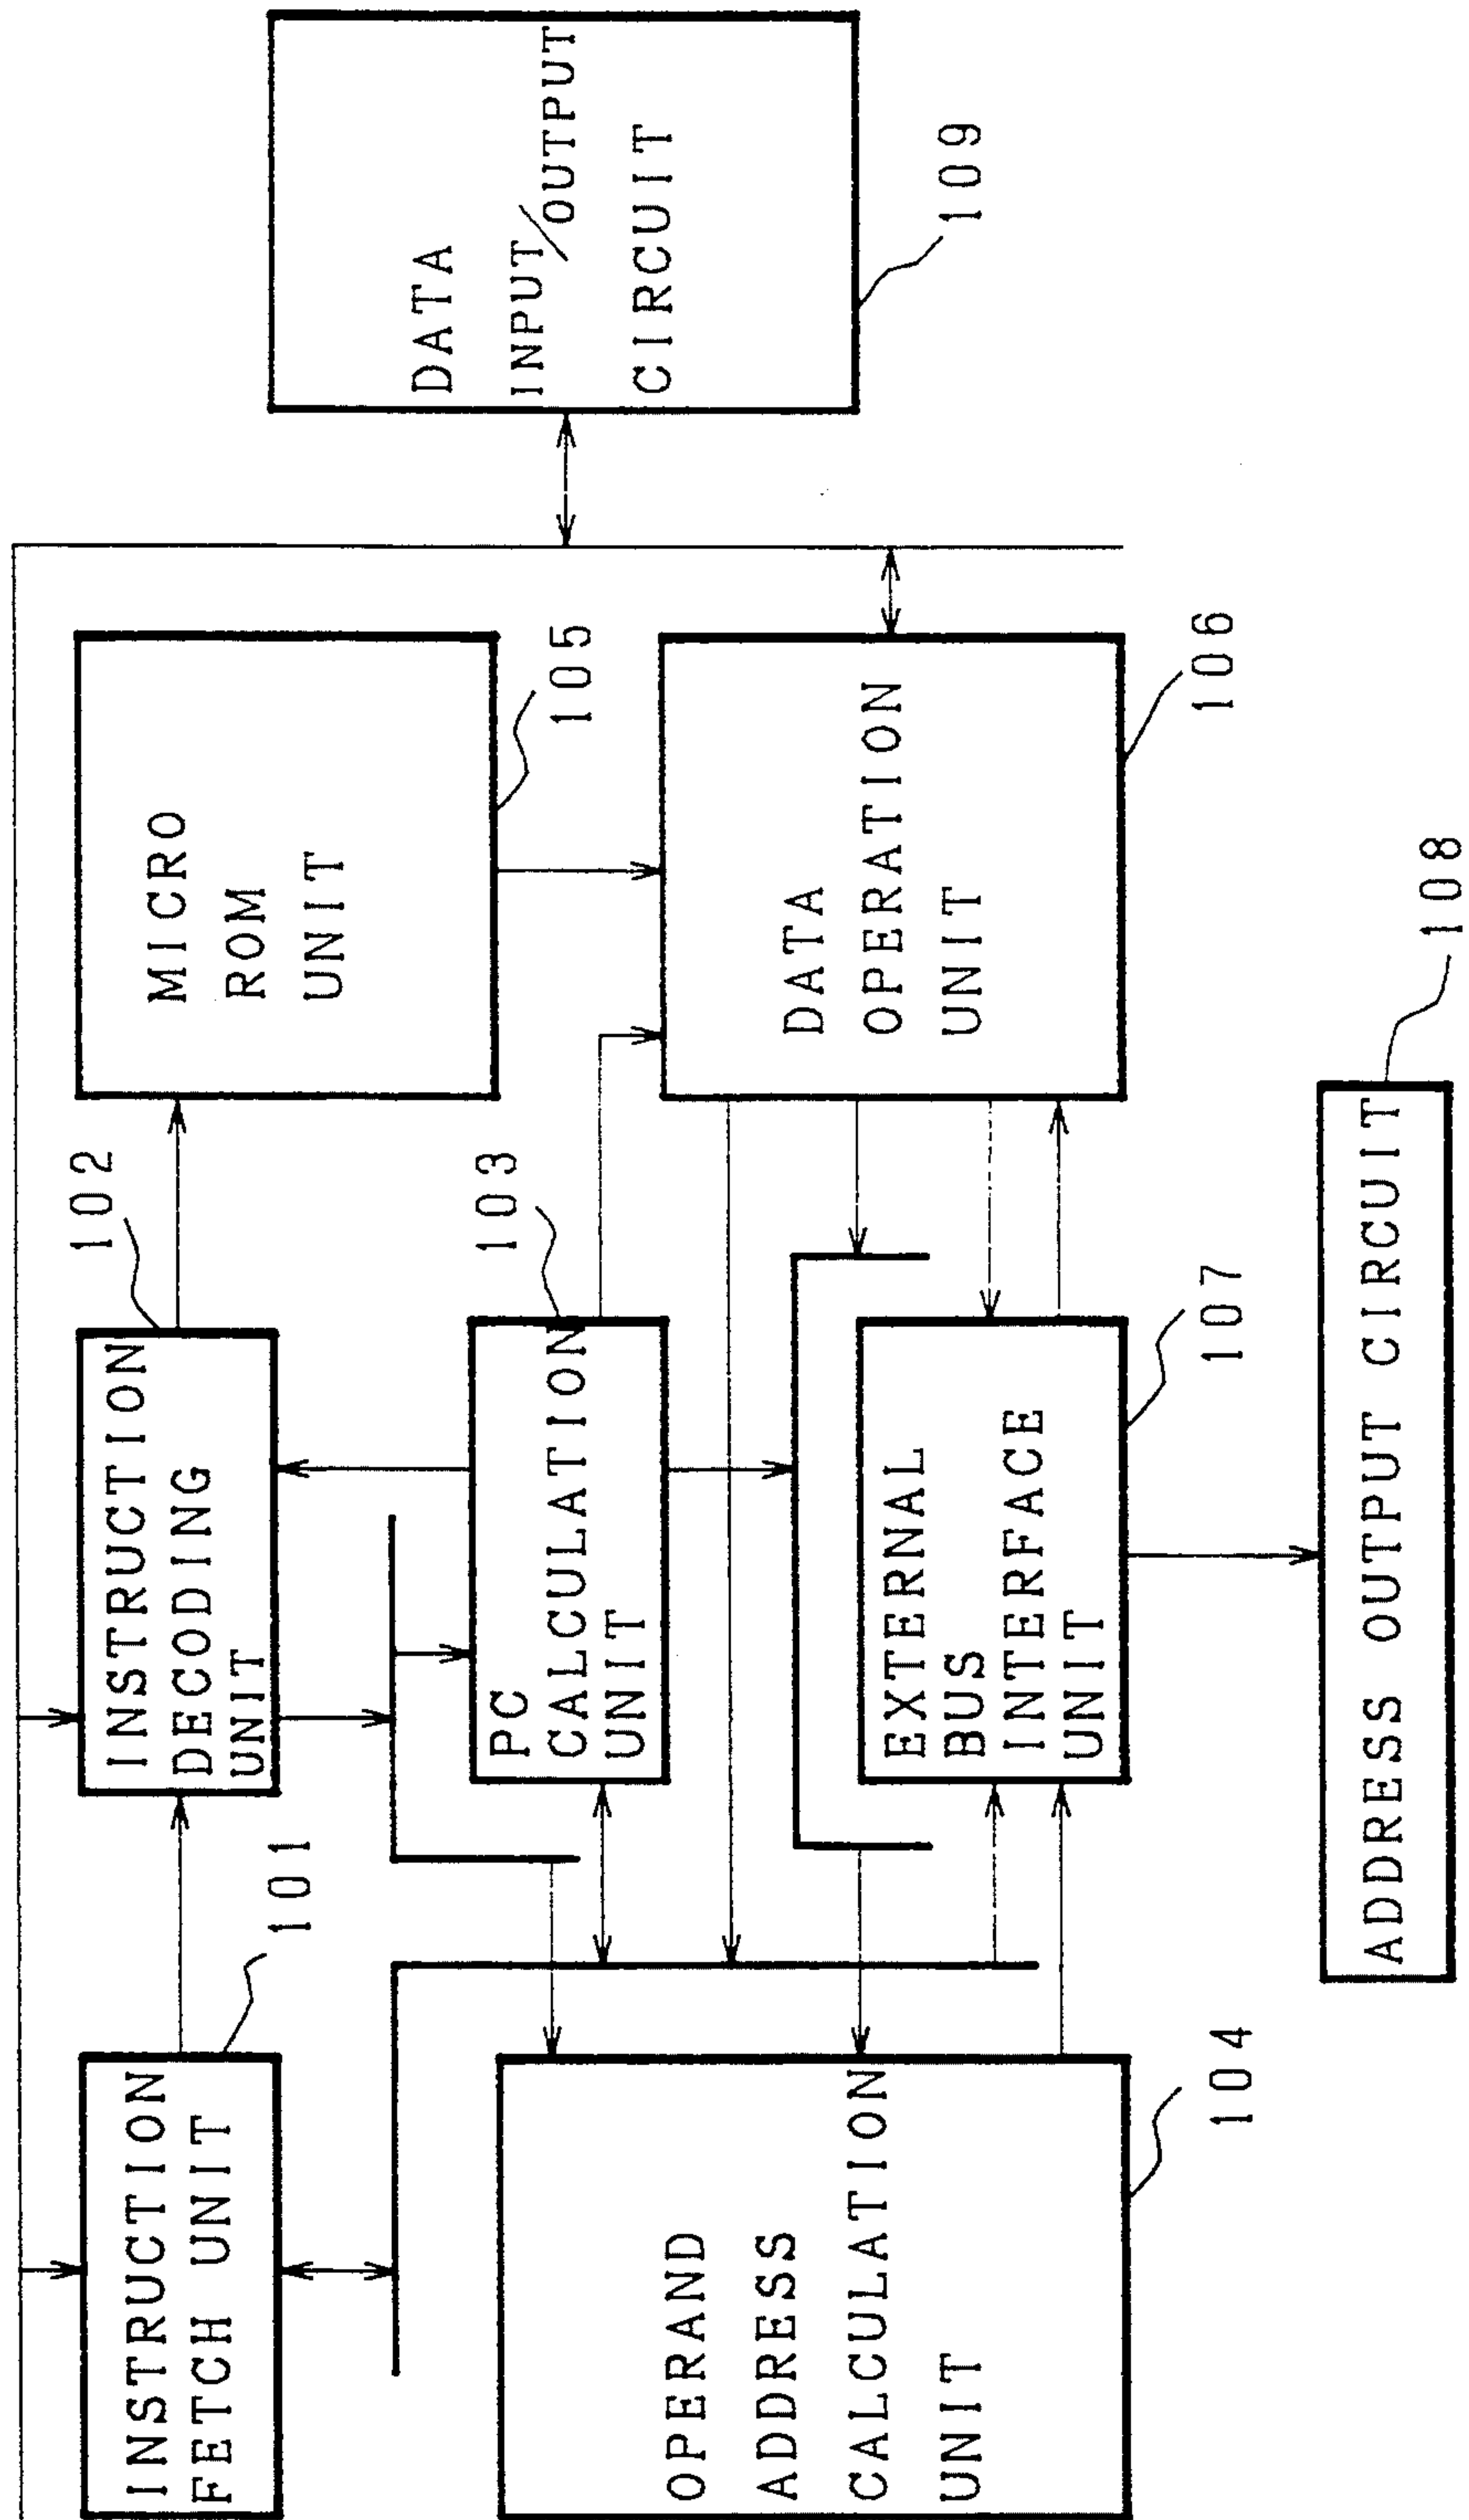 INSTRUCTION
FETCH UNIT
101
INSTRUCTION
DECODING
UNIT
102
MICRO
ROM
UNIT
105
PC
CALCULATION
UNIT
103
OPERAND
ADDRESS
CALCULATION
UNIT
104
EXTERNAL
BUS
INTERFACE
UNIT
107
DATA
OPERATION
UNIT
106
DATA
INPUT/OUTPUT
CIRCUIT
109
ADDRESS OUTPUT CIRCUIT
108